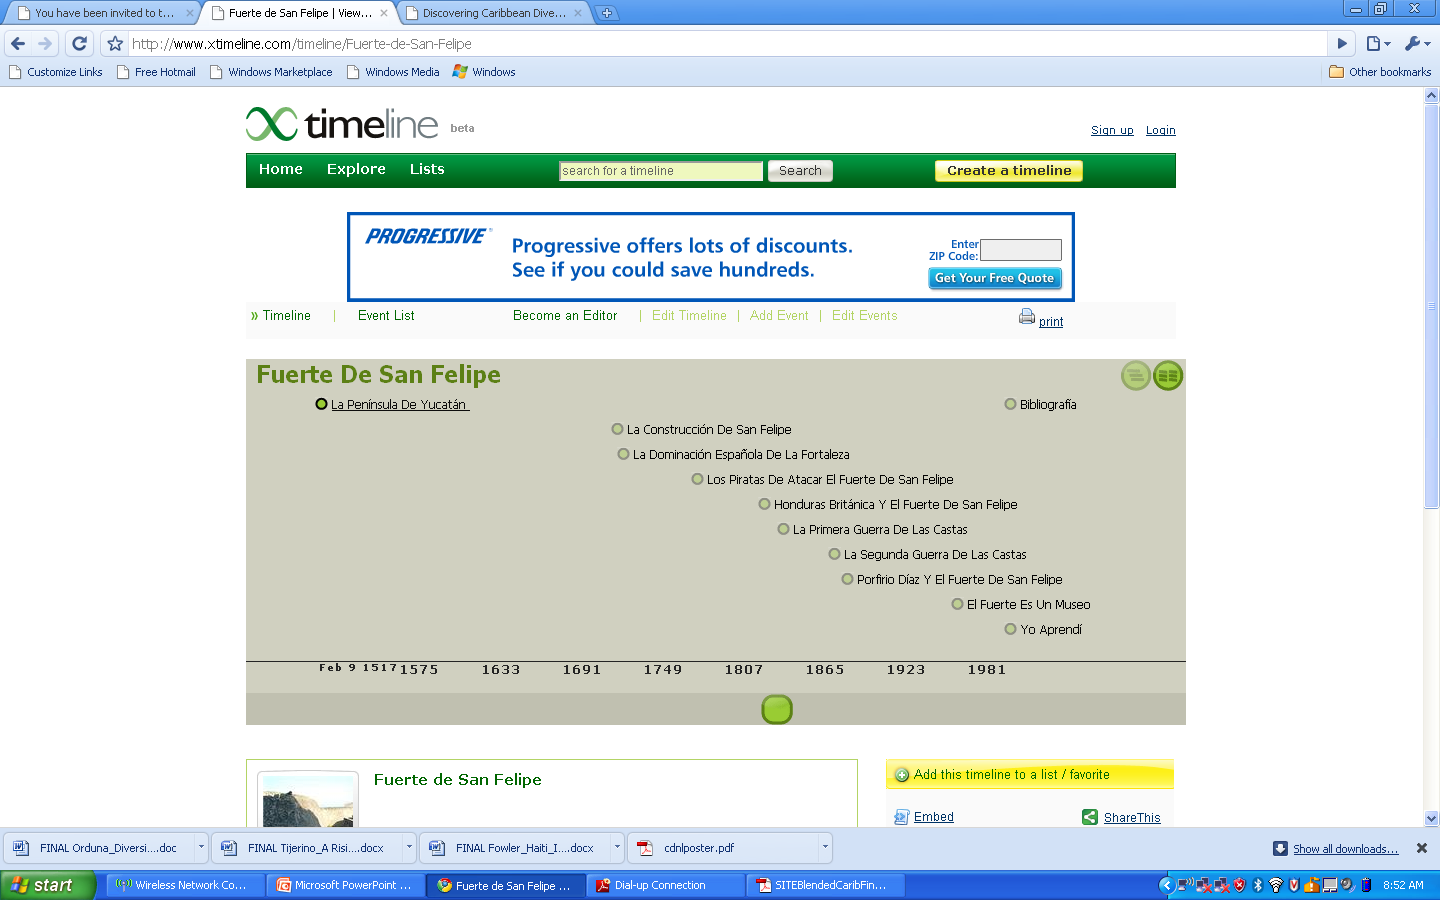 You have been invited to t...
Fuerte de San Felipe | View...
Discovering Caribbean Dive...
http://www.xtimeline.com/timeline/Fuerte-de-San-Felipe
Customize Links
Free Hotmail
Windows Marketplace
Windows Media
Windows
Other bookmarks
timeline beta
Sign up
Login
Home
Explore
Lists
search for a timeline
Search
Create a timeline
PROGRESSIVE®
Progressive offers lots of discounts.
See if you could save hundreds.
Enter
ZIP Code:
Get Your Free Quote
» Timeline | Event List
Become an Editor | Edit Timeline | Add Event | Edit Events
print
Fuerte De San Felipe
La Península De Yucatán
Bibliografía
La Construcción De San Felipe
La Dominación Española De La Fortaleza
Los Piratas De Atacar El Fuerte De San Felipe
Honduras Británica Y El Fuerte De San Felipe
La Primera Guerra De Las Castas
La Segunda Guerra De Las Castas
Porfirio Díaz Y El Fuerte De San Felipe
El Fuerte Es Un Museo
Yo Aprendí
Feb 9 1517 1575 1633 1691 1749 1807 1865 1923 1981
Fuerte de San Felipe
Add this timeline to a list / favorite
Embed
ShareThis
FINAL Orduna_Diversi....doc
FINAL Tijerino_A Risi....docx
FINAL Fowler_Haiti_I....docx
cdnlposter.pdf
Show all downloads...
start
Wireless Network Co...
Microsoft PowerPoint ...
Fuerte de San Felipe ...
Dial-up Connection
SITEBlendedCaribFin...
8:52 AM